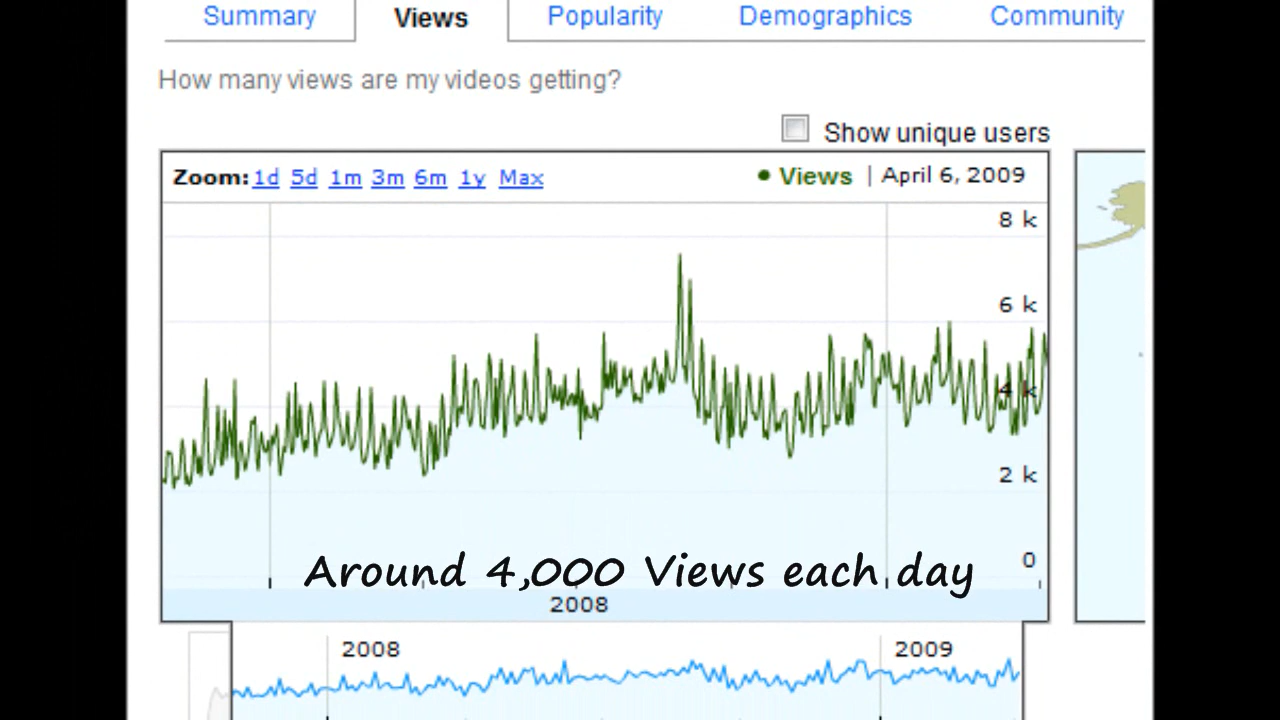 Summary Views Popularity Demographics Community
How many views are my videos getting?
Show unique users
Zoom: 1d 5d 1m 3m 6m 1y Max Views | April 6, 2009
8 k
6 k
4 k
2 k
0
Around 4,000 Views each day
2008
2008 2009